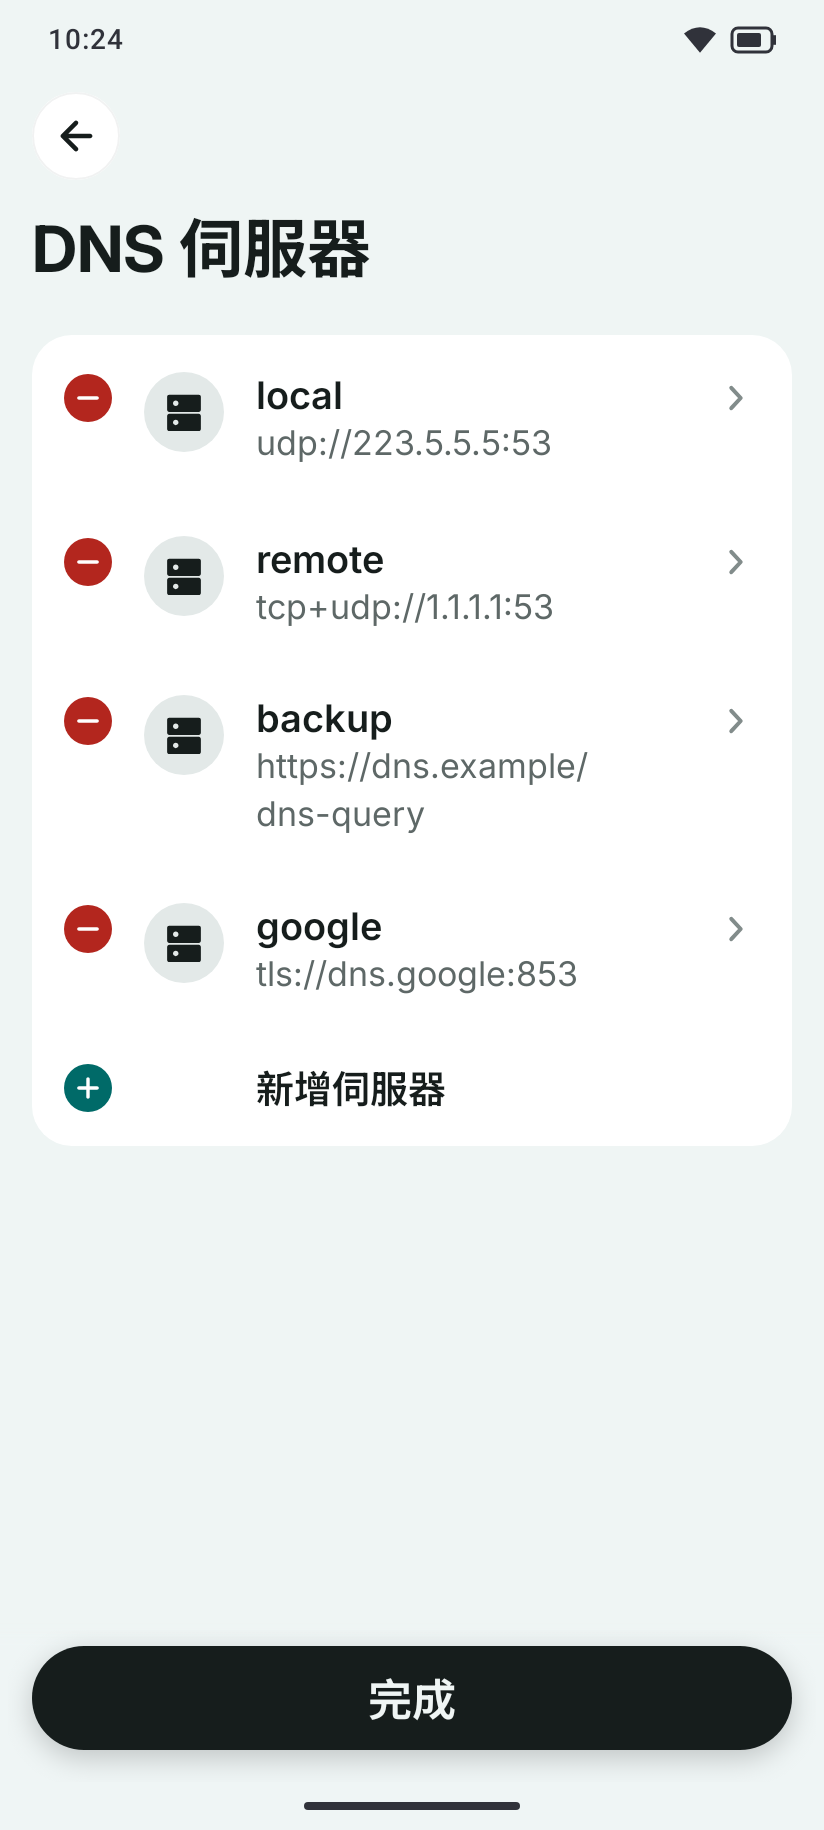 10:24
DNS 伺服器
local
udp://223.5.5.5:53
remote
tcp+udp://1.1.1.1:53
backup
https://dns.example/
dns-query
google
tls://dns.google:853
新增伺服器
完成